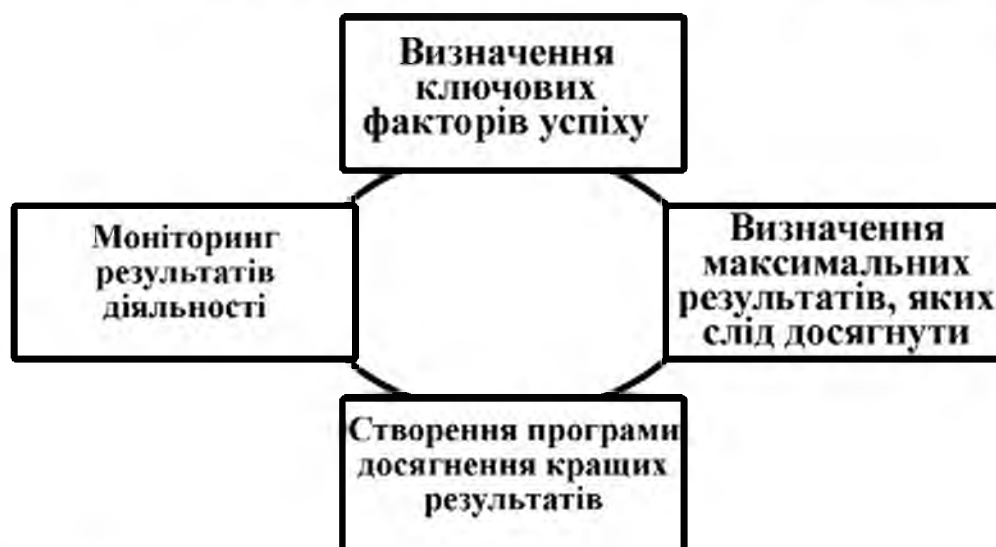 Визначення
ключових
факторів успіху
Моніторинг
результатів
діяльності
Визначення
максимальних
результатів, яких
слід досягнути
Створення програми
досягнення кращих
результатів